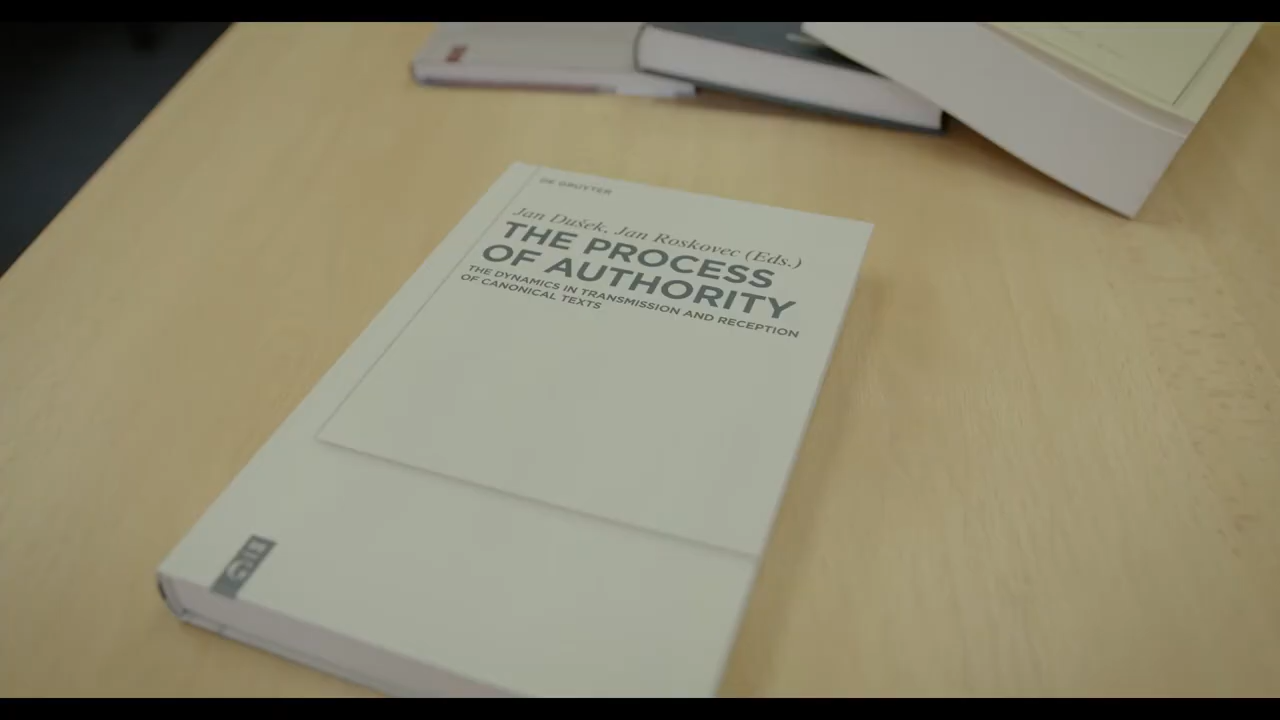 DE GRUYTER
Jan Dušek, Jan Roskovec (Eds.)
THE PROCESS
OF AUTHORITY
THE DYNAMICS IN TRANSMISSION AND RECEPTION
OF CANONICAL TEXTS